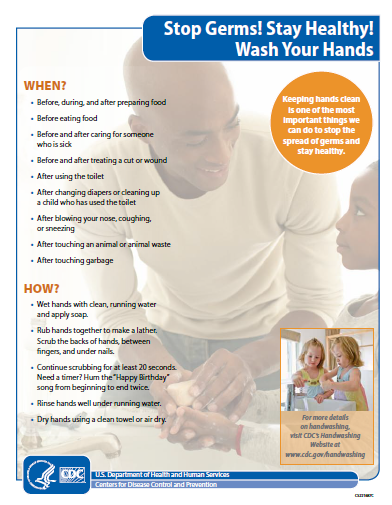 Stop Germs! Stay Healthy!
Wash Your Hands
WHEN?
• Before, during, and after preparing food
• Before eating food
• Before and after caring for someone
who is sick
• Before and after treating a cut or wound
• After using the toilet
• After changing diapers or cleaning up
a child who has used the toilet
• After blowing your nose, coughing,
or sneezing
• After touching an animal or animal waste
• After touching garbage
Keeping hands clean
is one of the most
important things we
can do to stop the
spread of germs and
stay healthy.
HOW?
• Wet hands with clean, running water
and apply soap.
• Rub hands together to make a lather.
Scrub the backs of hands, between
fingers, and under nails.
• Continue scrubbing for at least 20 seconds.
Need a timer? Hum the "Happy Birthday"
song from beginning to end twice.
• Rinse hands well under running water.
• Dry hands using a clean towel or air dry.
For more details
on handwashing,
visit CDC's Handwashing
Website at
www.cdc.gov/handwashing
CDC
U.S. Department of Health and Human Services
Centers for Disease Control and Prevention